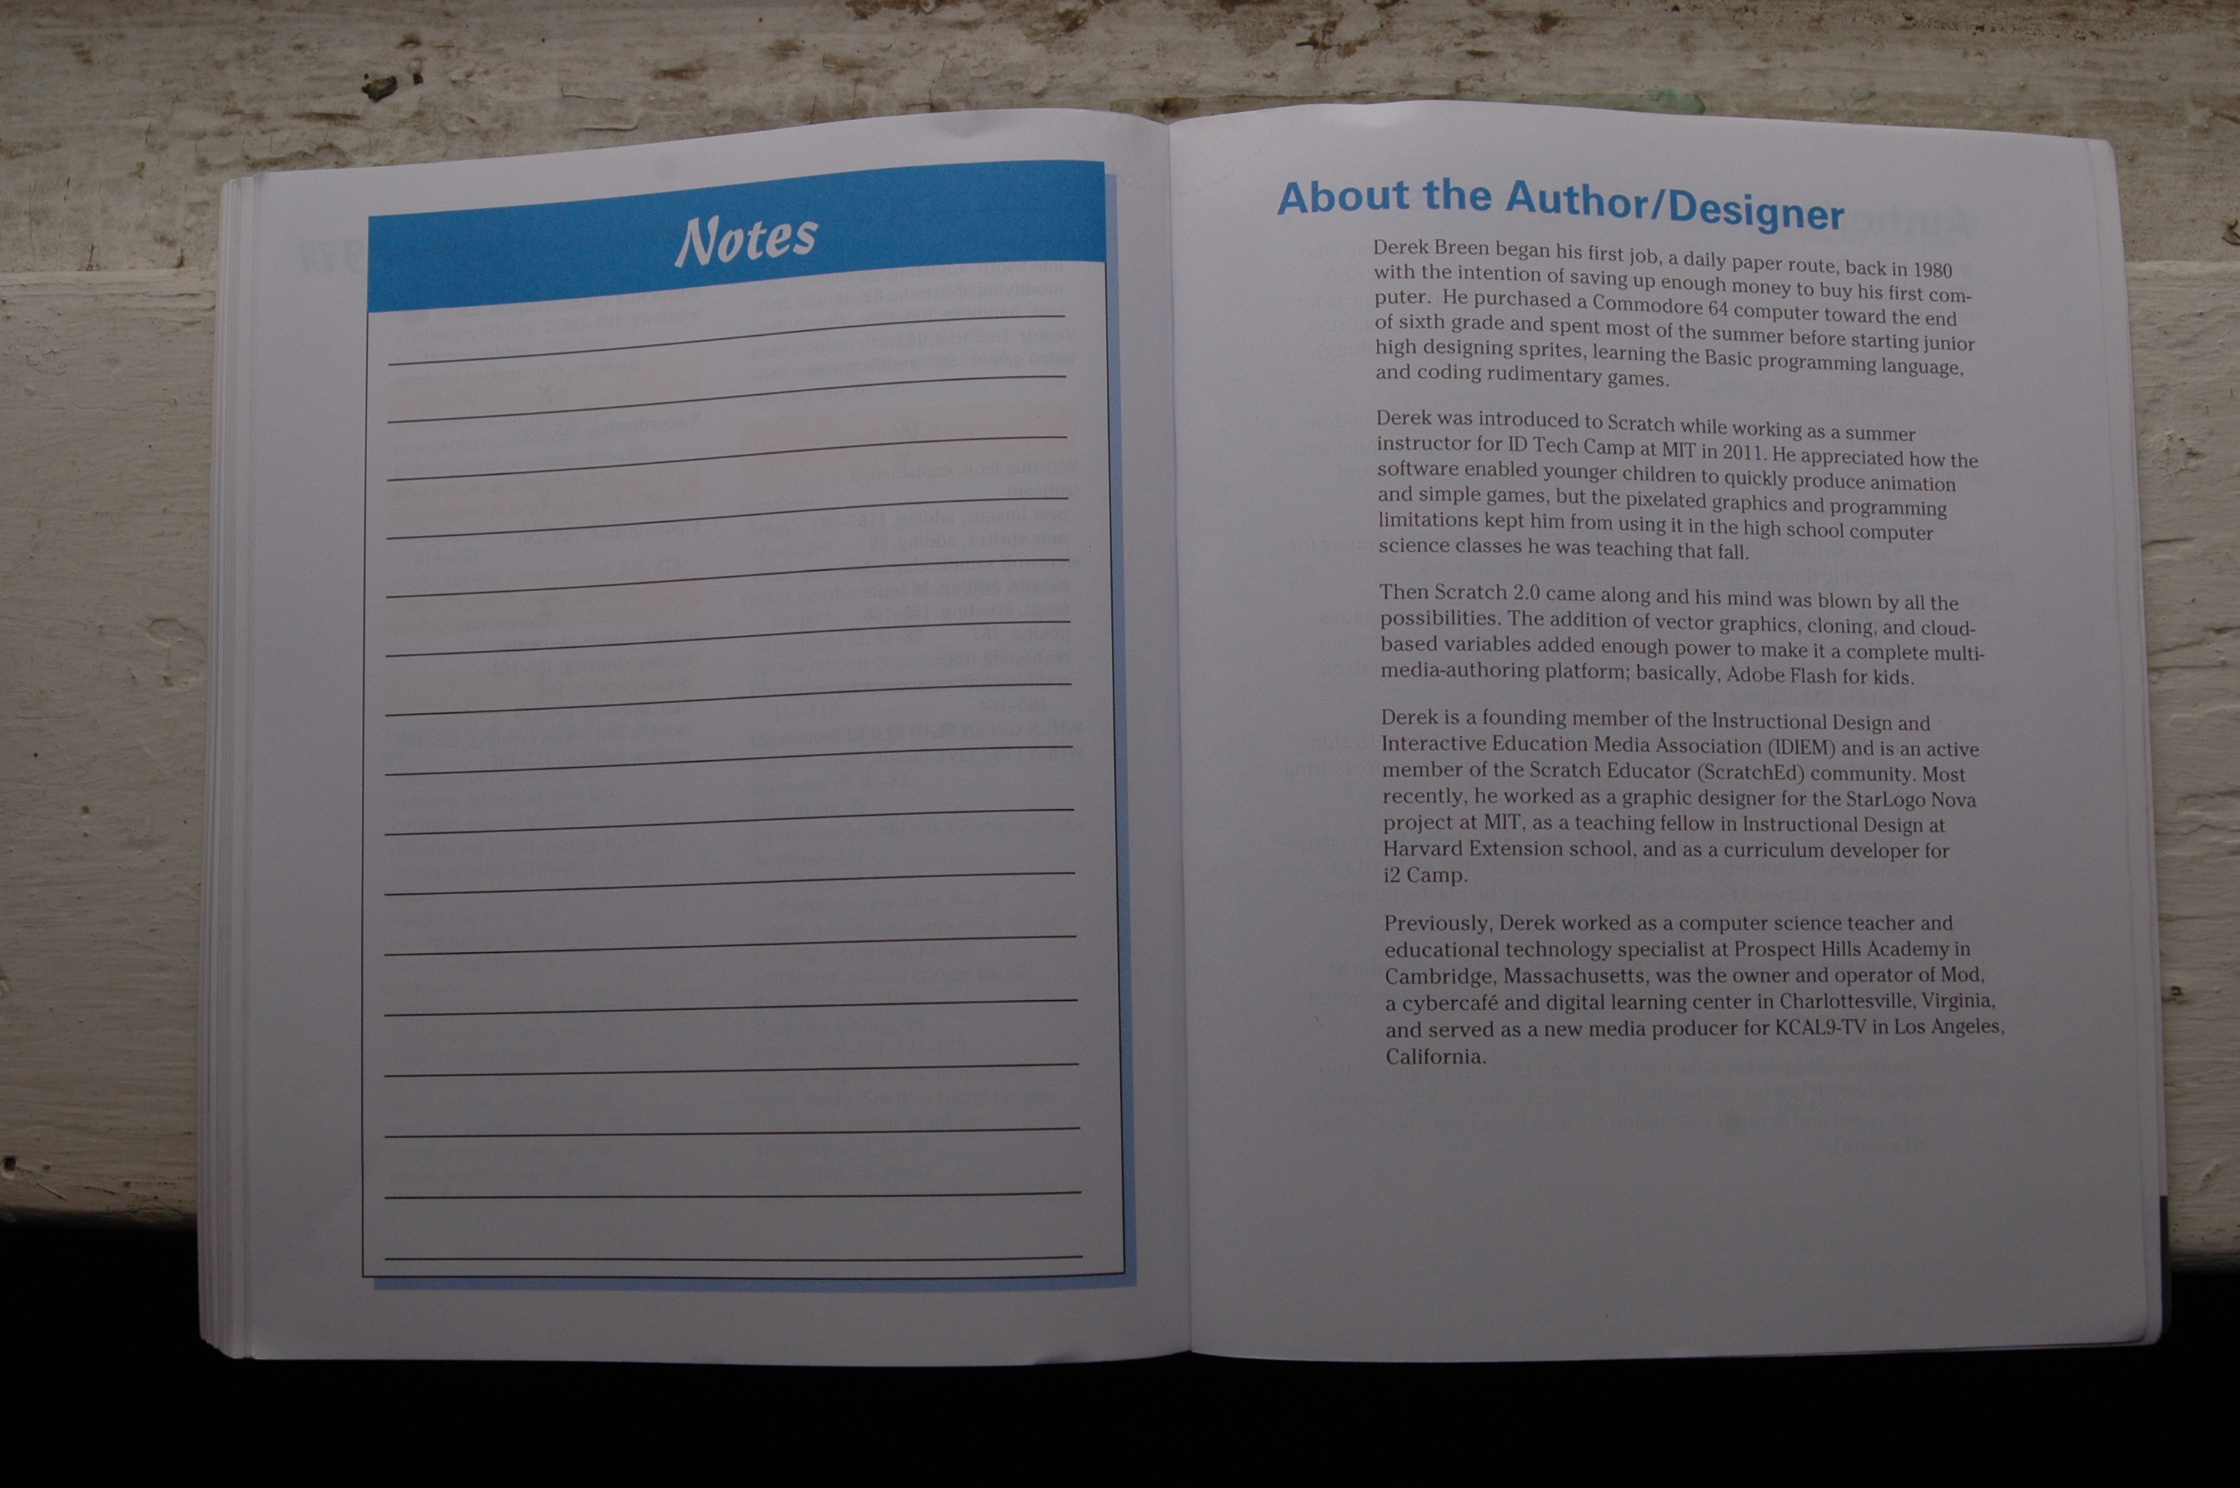 Notes
About the Author/Designer
Derek Breen began his first job, a daily paper route, back in 1980
with the intention of saving up enough money to buy his first com-
puter. He purchased a Commodore 64 computer toward the end
of sixth grade and spent most of the summer before starting junior
high designing sprites, learning the Basic programming language,
and coding rudimentary games.
Derek was introduced to Scratch while working as a summer
instructor for ID Tech Camp at MIT in 2011. He appreciated how the
software enabled younger children to quickly produce animation
and simple games, but the pixelated graphics and programming
limitations kept him from using it in the high school computer
science classes he was teaching that fall.
Then Scratch 2.0 came along and his mind was blown by all the
possibilities. The addition of vector graphics, cloning, and cloud-
based variables added enough power to make it a complete multi-
media-authoring platform; basically, Adobe Flash for kids.
Derek is a founding member of the Instructional Design and
Interactive Education Media Association (IDIEM) and is an active
member of the Scratch Educator (ScratchEd) community. Most
recently, he worked as a graphic designer for the StarLogo Nova
project at MIT, as a teaching fellow in Instructional Design at
Harvard Extension school, and as a curriculum developer for
i2 Camp.
Previously, Derek worked as a computer science teacher and
educational technology specialist at Prospect Hills Academy in
Cambridge, Massachusetts, was the owner and operator of Mod,
a cybercafé and digital learning center in Charlottesville, Virginia,
and served as a new media producer for KCAL9-TV in Los Angeles,
California.